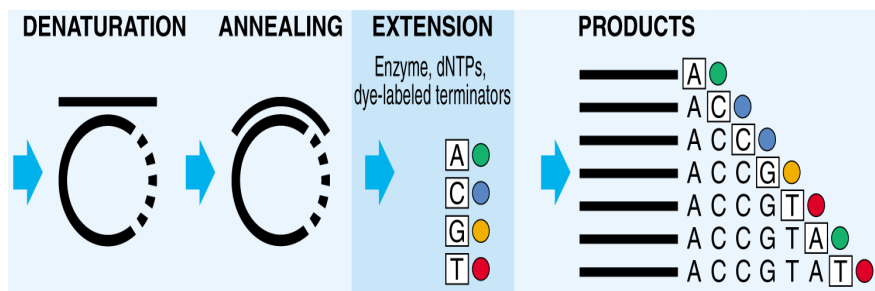 DENATURATION
ANNEALING
EXTENSION
Enzyme, dNTPs,
dye-labeled terminators
A
C
G
T
PRODUCTS
A
A C
A C C
A C C G
A C C G T
A C C G T A
A C C G T A T